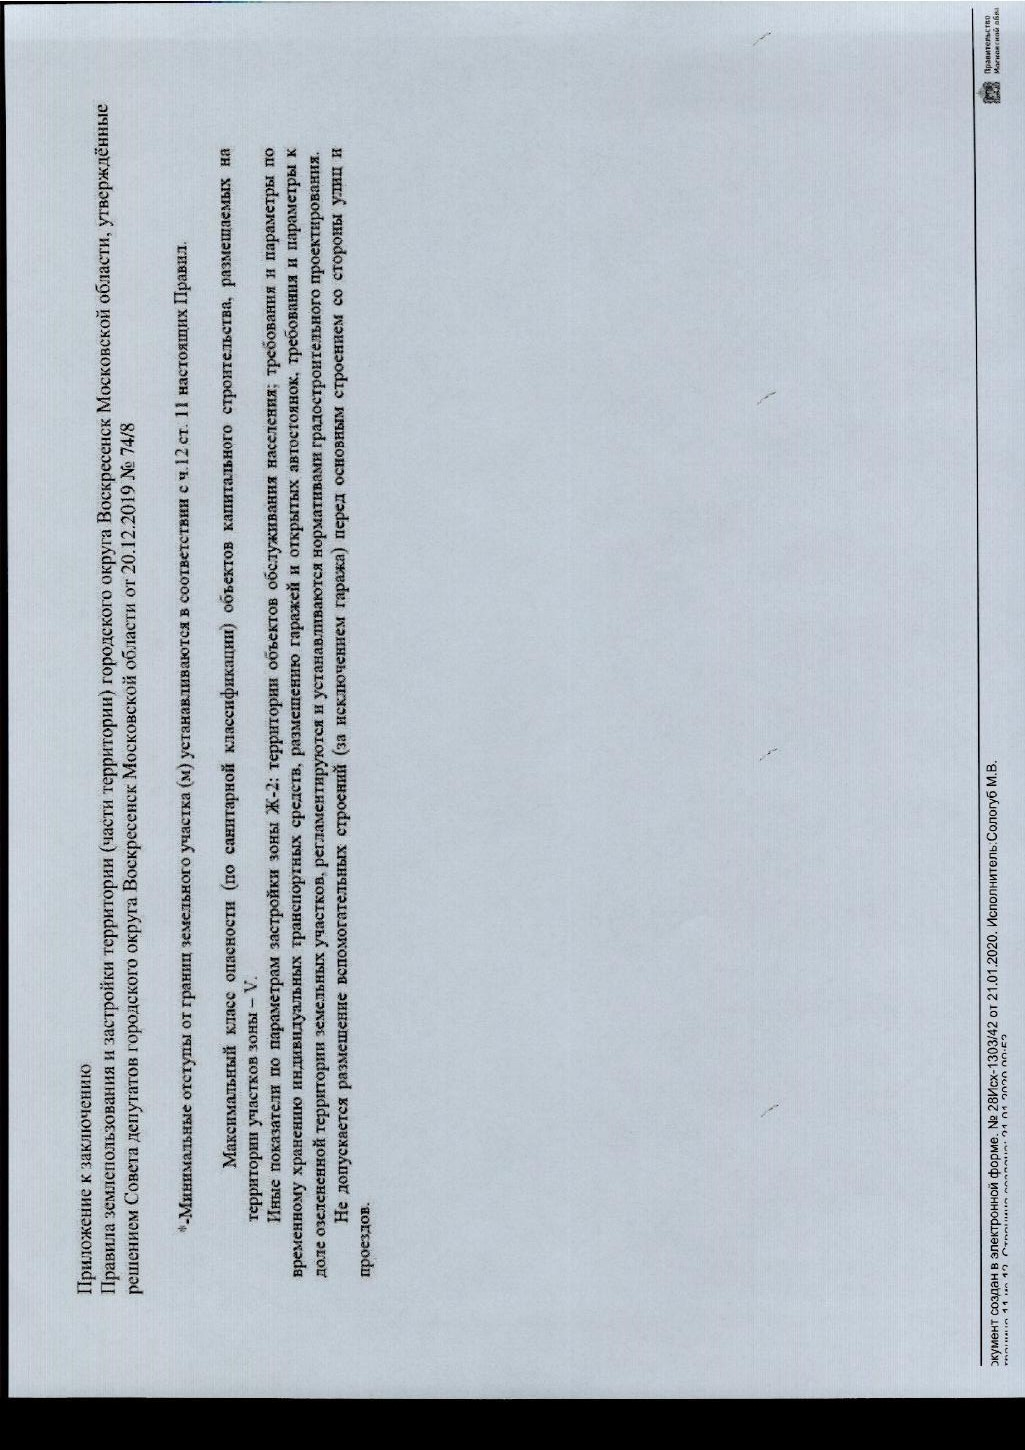 Приложение к заключению
Правила землепользования и застройки территории (части территории) городского округа Воскресенск Московской области, утверждённые
решением Совета депутатов городского округа Воскресенск Московской области от 20.12.2019 № 74/8
*-Минимальные отступы от границ земельного участка (м) устанавливаются в соответствии с ч.12 ст. 11 настоящих Правил.
Максимальный класс опасности (по санитарной классификации) объектов капитального строительства, размещаемых на
территории участков зоны – V.
Иные показатели по параметрам застройки зоны Ж-2: территории объектов обслуживания населения; требования и параметры по
временному хранению индивидуальных транспортных средств, размещению гаражей и открытых автостоянок, требования и параметры к
доле озелененной территории земельных участков, регламентируются и устанавливаются нормативами градостроительного проектирования.
Не допускается размещение вспомогательных строений (за исключением гаража) перед основным строением со стороны улиц и
проездов.
окумент создан в электронной форме. № 28Исх-1303/42 от 21.01.2020. Исполнитель:Сологуб М.В.
Правительство
Московской обла